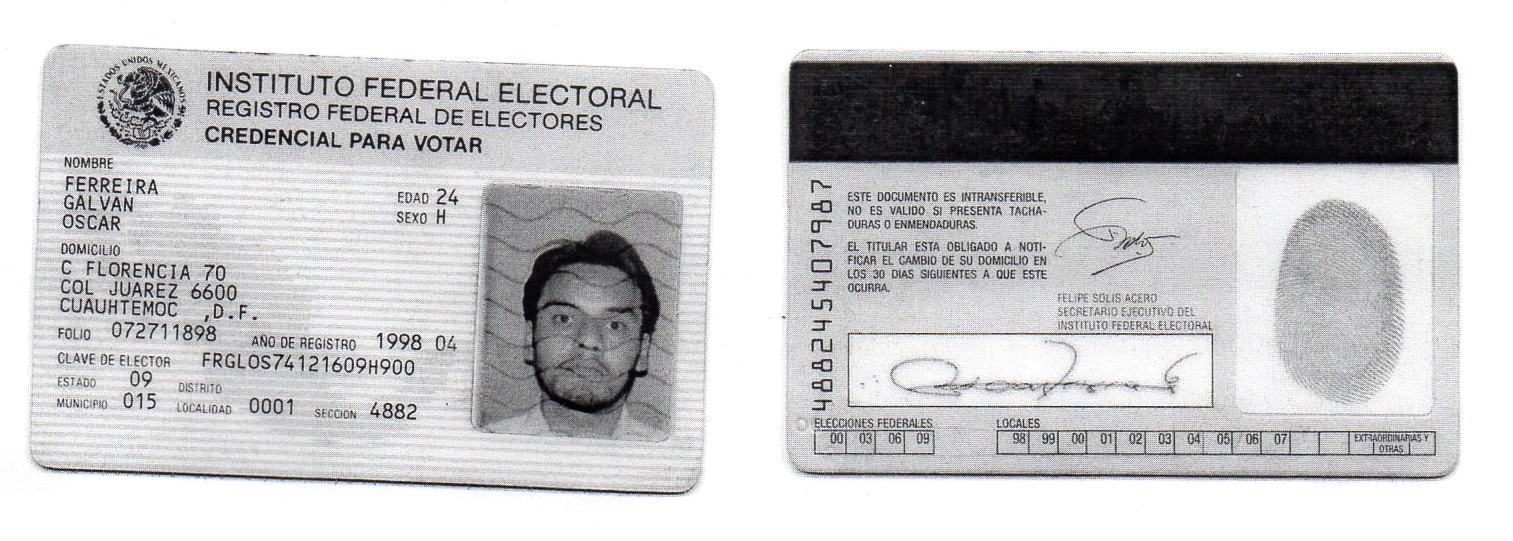 ESTADOS UNIDOS MEXICANOS
INSTITUTO FEDERAL ELECTORAL
REGISTRO FEDERAL DE ELECTORES
CREDENCIAL PARA VOTAR
NOMBRE
FERREIRA
GALVAN
OSCAR
EDAD 24
SEXO H
DOMICILIO
C FLORENCIA 70
COL JUAREZ 6600
CUAUHTEMOC ,D.F.
FOLIO 072711898 AÑO DE REGISTRO 1998 04
CLAVE DE ELECTOR FRGLOS74121609H900
ESTADO 09 DISTRITO
MUNICIPIO 015 LOCALIDAD 0001 SECCION 4882
488245407987
ESTE DOCUMENTO ES INTRANSFERIBLE,
NO ES VALIDO SI PRESENTA TACHA-
DURAS O ENMENDADURAS.
EL TITULAR ESTA OBLIGADO A NOTI-
FICAR EL CAMBIO DE SU DOMICILIO EN
LOS 30 DIAS SIGUIENTES A QUE ESTE
OCURRA.
FELIPE SOLIS ACERO
SECRETARIO EJECUTIVO DEL
INSTITUTO FEDERAL ELECTORAL
ELECCIONES FEDERALES
00 03 06 09
LOCALES
98 99 00 01 02 03 04 05 06 07
EXTRAORDINARIAS Y
OTRAS